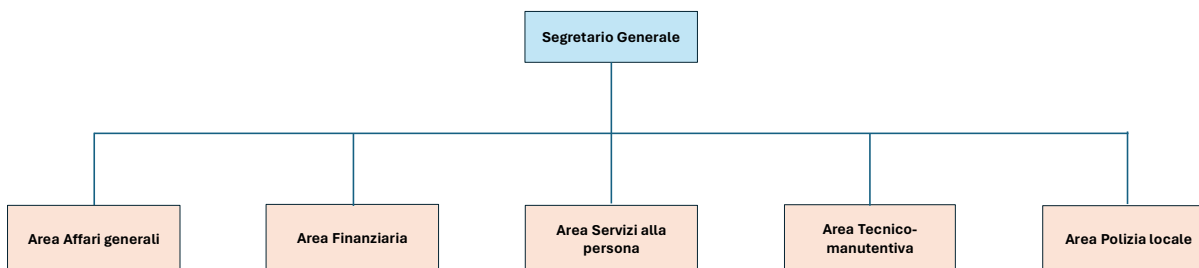 Segretario Generale
Area Affari generali
Area Finanziaria
Area Servizi alla
persona
Area Tecnico-
manutentiva
Area Polizia locale